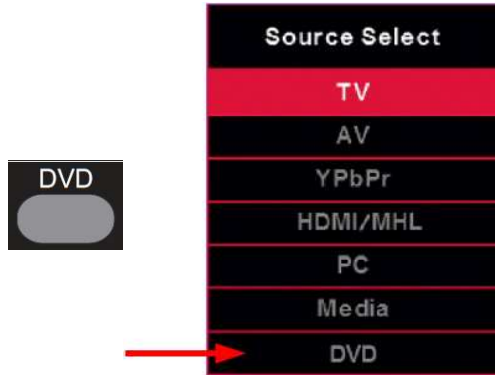 DVD
Source Select
TV
AV
YPbPr
HDMI/MHL
PC
Media
DVD